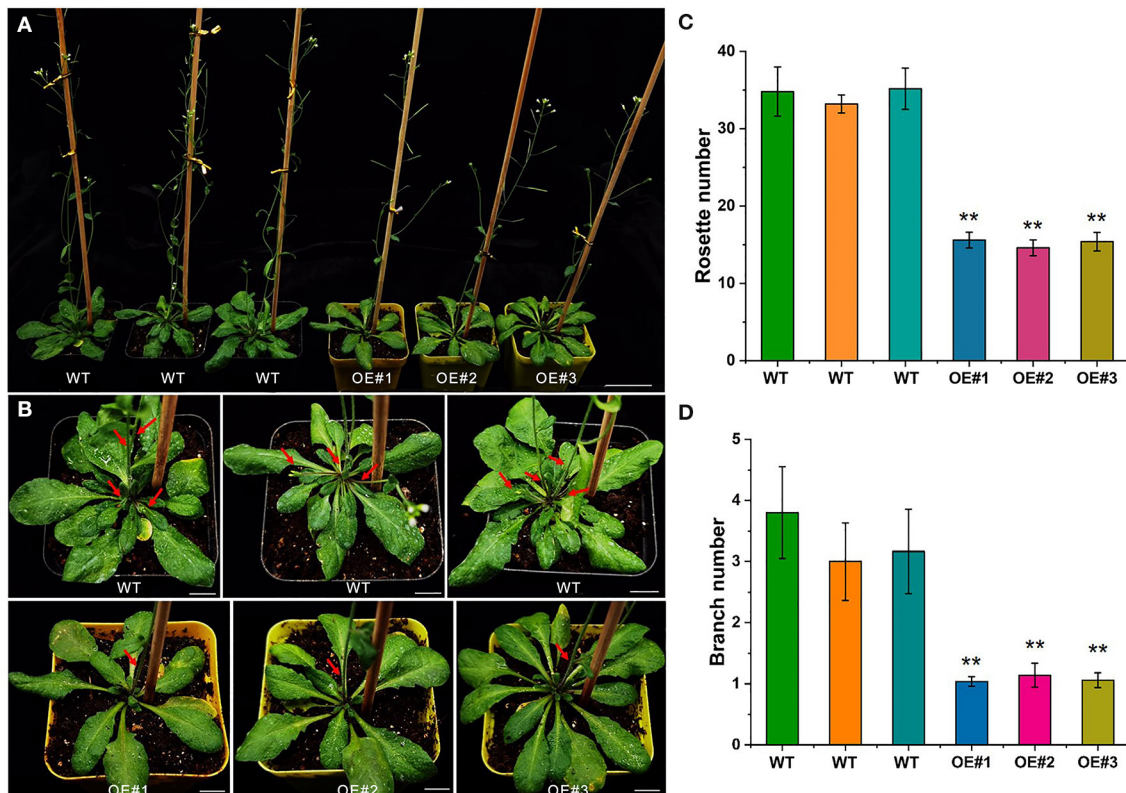 A
WT WT WT OE#1 OE#2 OE#3
B
WT WT WT
OE#1 OE#2 OE#3
C
Rosette number
40
30
20
10
0
** ** **
WT WT WT OE#1 OE#2 OE#3
D
Branch number
5
4
3
2
1
0
** ** **
WT WT WT OE#1 OE#2 OE#3